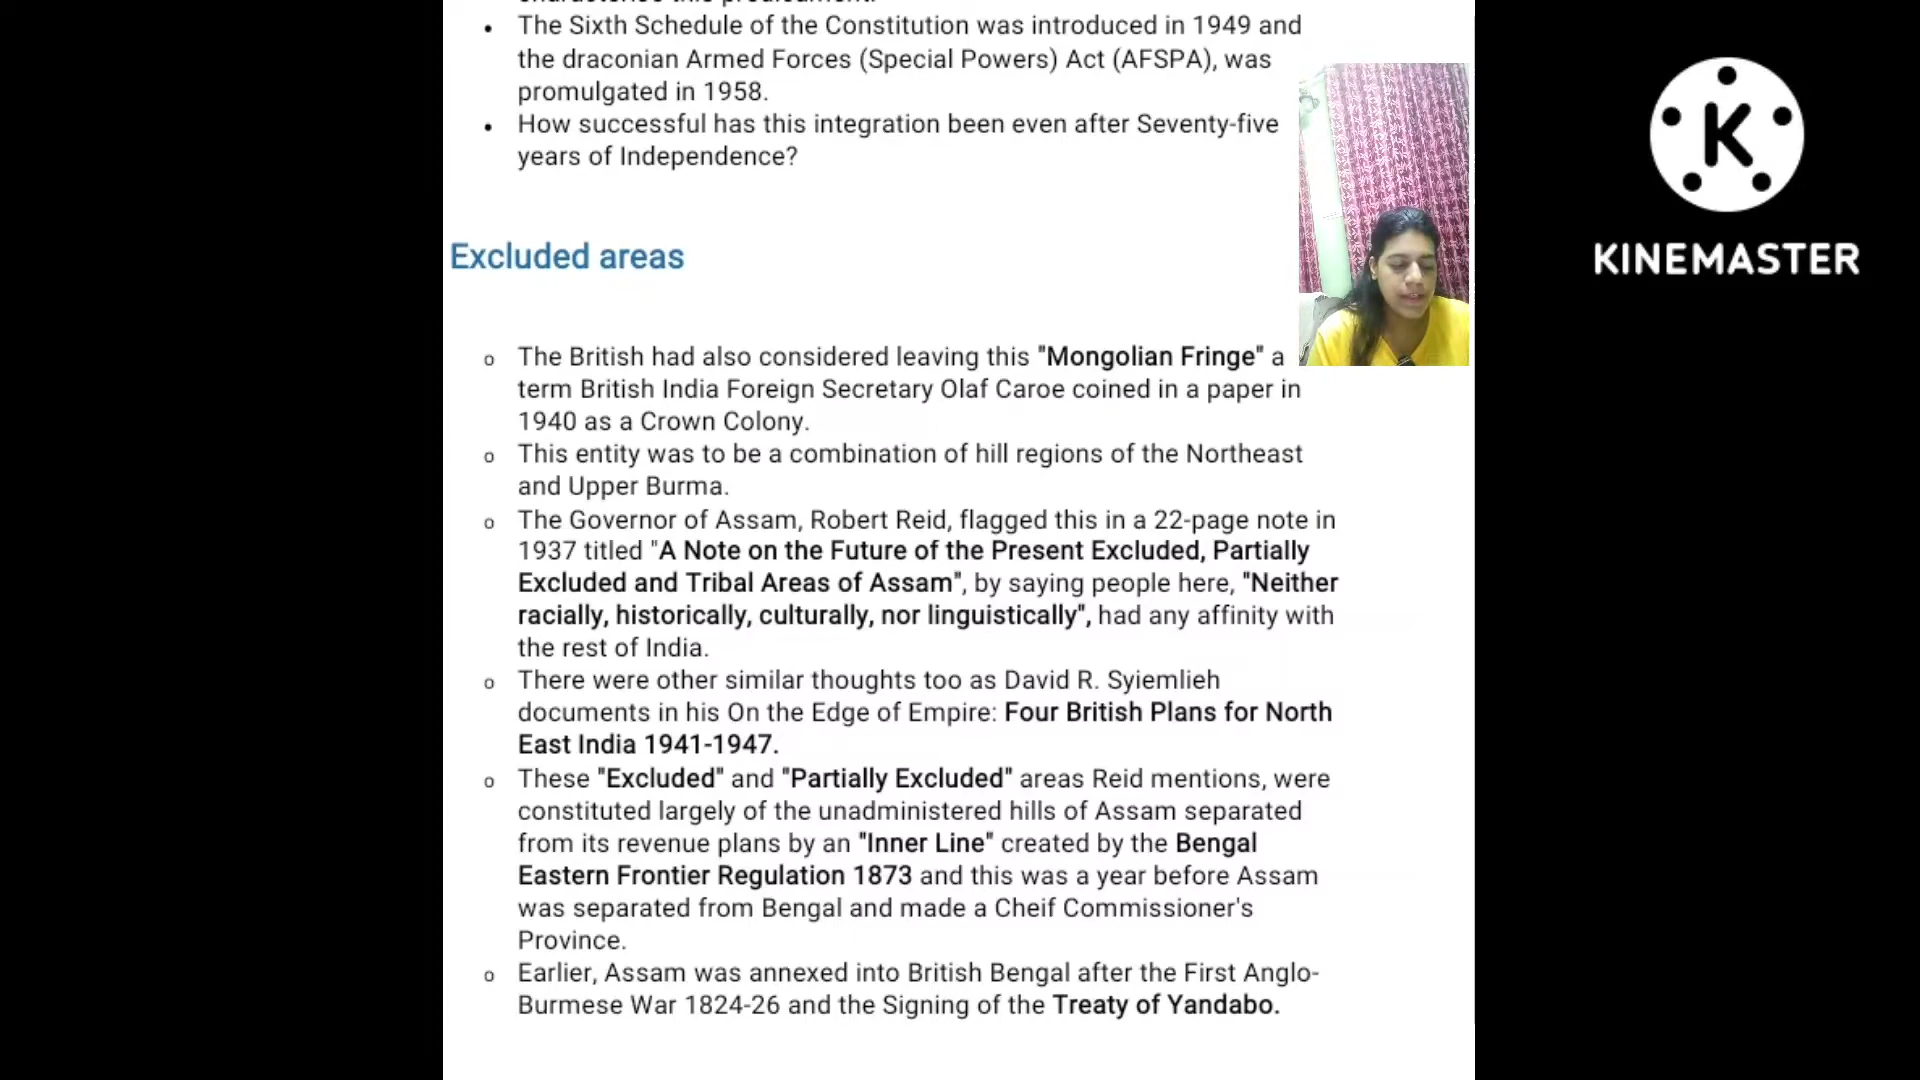 The Sixth Schedule of the Constitution was introduced in 1949 and
the draconian Armed Forces (Special Powers) Act (AFSPA), was
promulgated in 1958.
How successful has this integration been even after Seventy-five
years of Independence?
Excluded areas
The British had also considered leaving this "Mongolian Fringe" a
term British India Foreign Secretary Olaf Caroe coined in a paper in
1940 as a Crown Colony.
This entity was to be a combination of hill regions of the Northeast
and Upper Burma.
The Governor of Assam, Robert Reid, flagged this in a 22-page note in
1937 titled "A Note on the Future of the Present Excluded, Partially
Excluded and Tribal Areas of Assam", by saying people here, "Neither
racially, historically, culturally, nor linguistically", had any affinity with
the rest of India.
There were other similar thoughts too as David R. Syiemlieh
documents in his On the Edge of Empire: Four British Plans for North
East India 1941-1947.
These "Excluded" and "Partially Excluded" areas Reid mentions, were
constituted largely of the unadministered hills of Assam separated
from its revenue plans by an "Inner Line" created by the Bengal
Eastern Frontier Regulation 1873 and this was a year before Assam
was separated from Bengal and made a Cheif Commissioner's
Province.
Earlier, Assam was annexed into British Bengal after the First Anglo-
Burmese War 1824-26 and the Signing of the Treaty of Yandabo.
K
KINEMASTER